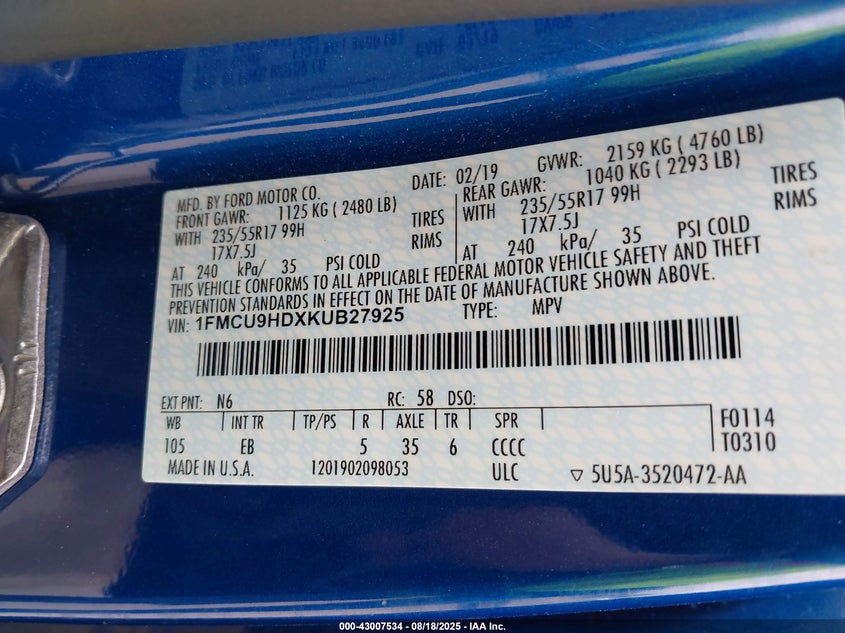 MFD. BY FORD MOTOR CO. DATE: 02/19 GVWR: 2159 KG ( 4760 LB)
FRONT GAWR: 1125 KG ( 2480 LB) REAR GAWR: 1040 KG ( 2293 LB)
WITH 235/55R17 99H TIRES WITH 235/55R17 99H TIRES
17X7.5J RIMS 17X7.5J RIMS
AT 240 kPa/ 35 PSI COLD AT 240 kPa/ 35 PSI COLD
THIS VEHICLE CONFORMS TO ALL APPLICABLE FEDERAL MOTOR VEHICLE SAFETY AND THEFT
PREVENTION STANDARDS IN EFFECT ON THE DATE OF MANUFACTURE SHOWN ABOVE.
VIN: 1FMCU9HDXKUB27925 TYPE: MPV
EXT PNT: N6 RC: 58 DSO:
WB INT TR TP/PS R AXLE TR SPR F0114
105 EB 5 35 6 CCCC T0310
MADE IN U.S.A. 1201902098053 ULC ▽ 5U5A-3520472-AA
000-43007534 - 08/18/2025 - IAA Inc.